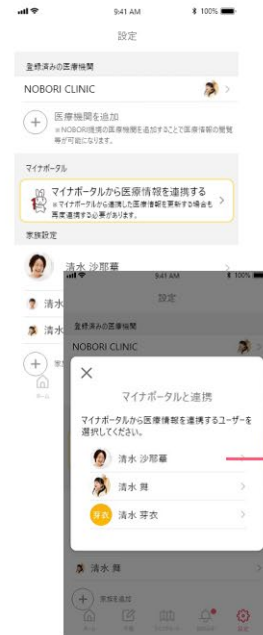 9:41 AM
100%
設定
登録済みの医療機関
NOBORI CLINIC
医療機関を追加
※NOBORI提携の医療機関を追加することで医療情報の閲覧
等が可能になります。
マイナポータル
マイナポータルから医療情報を連携する
※マイナポータルから連携した医療情報を更新する場合も
再度連携する必要があります。
家族設定
清水 沙耶華
清水
清水
ホーム
9:41 AM
100%
設定
登録済みの医療機関
NOBORI CLINIC
マイナポータルと連携
マイナポータルから医療情報を連携するユーザーを
選択してください。
清水 沙耶華
清水 舞
芽衣
清水 芽衣
清水 舞
家族を追加
ホーム
設定